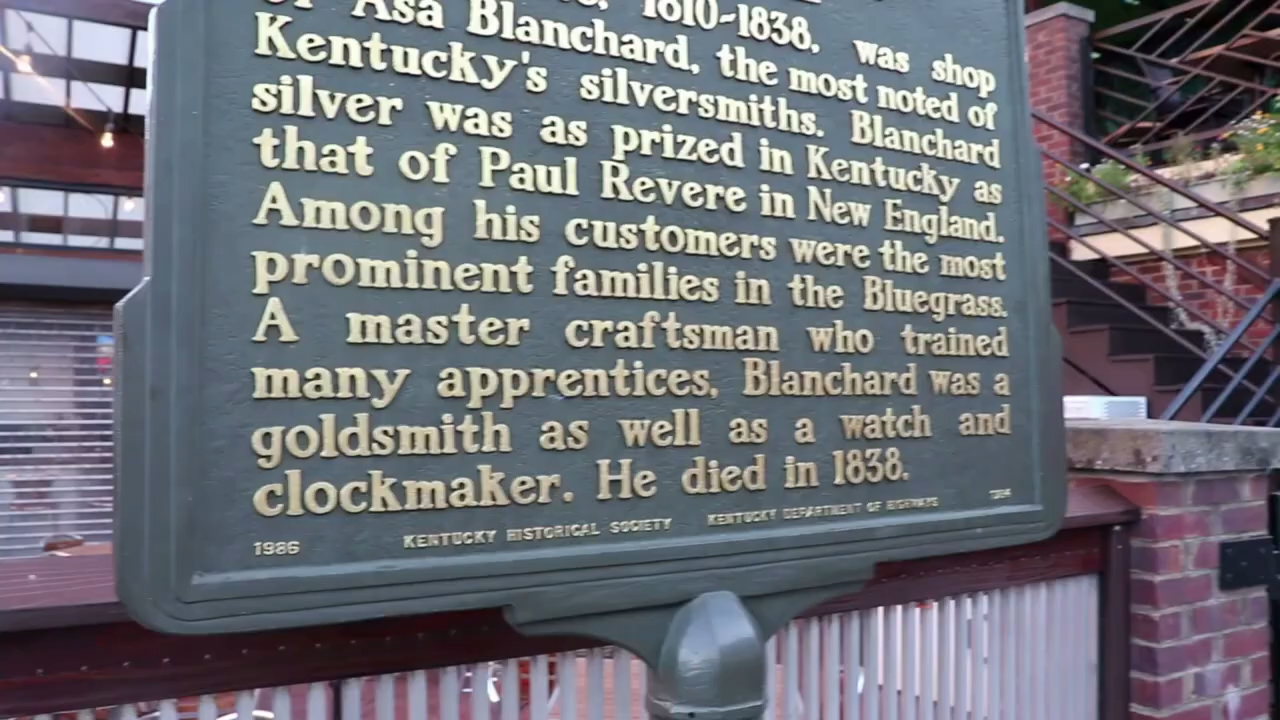 1810-1838, was shop
of Asa Blanchard, the most noted of
Kentucky's silversmiths. Blanchard
silver was as prized in Kentucky as
that of Paul Revere in New England.
Among his customers were the most
prominent families in the Bluegrass.
A master craftsman who trained
many apprentices, Blanchard was a
goldsmith as well as a watch and
clockmaker. He died in 1838.
1986 KENTUCKY HISTORICAL SOCIETY KENTUCKY DEPARTMENT OF HIGHWAYS